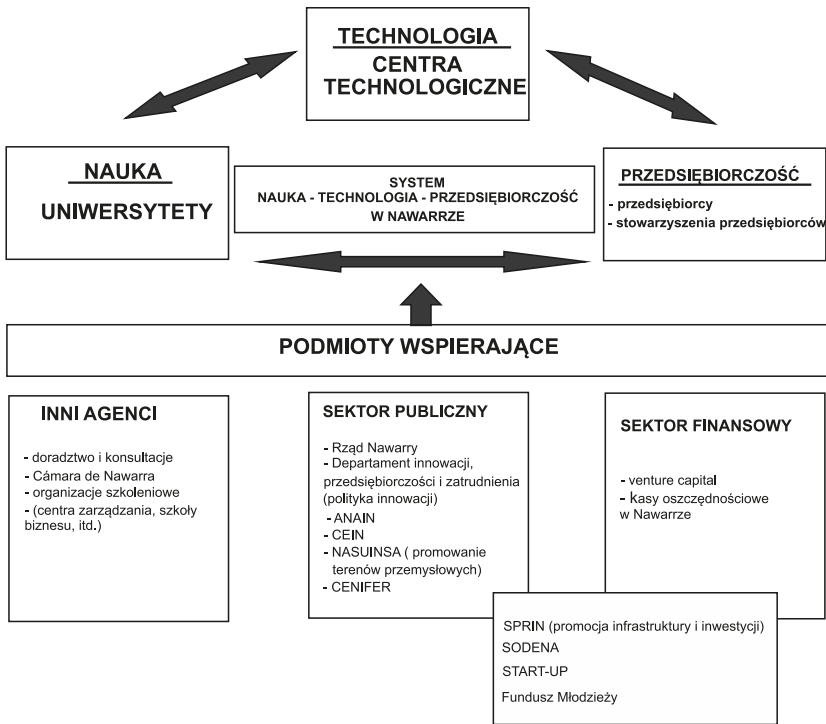 TECHNOLOGIA
CENTRA
TECHNOLOGICZNE
NAUKA
UNIWERSYTETY
SYSTEM
NAUKA - TECHNOLOGIA - PRZEDSIĘBIORCZOŚĆ
W NAWARRZE
PRZEDSIĘBIORCZOŚĆ
- przedsiębiorcy
- stowarzyszenia przedsiębiorców
PODMIOTY WSPIERAJĄCE
INNI AGENCI
- doradztwo i konsultacje
- Cámara de Nawarra
- organizacje szkoleniowe
- (centra zarządzania, szkoły
biznesu, itd.)
SEKTOR PUBLICZNY
- Rząd Nawarry
- Departament innowacji,
przedsiębiorczości i zatrudnienia
(polityka innowacji)
- ANAIN
- CEIN
- NASUINSA ( promowanie
terenów przemysłowych)
- CENIFER
SEKTOR FINANSOWY
- venture capital
- kasy oszczędnościowe
w Nawarrze
SPRIN (promocja infrastruktury i inwestycji)
SODENA
START-UP
Fundusz Młodzieży